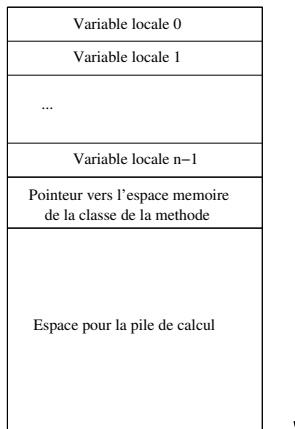 Variable locale 0
Variable locale 1
...
Variable locale n−1
Pointeur vers l'espace memoire
de la classe de la methode
Espace pour la pile de calcul